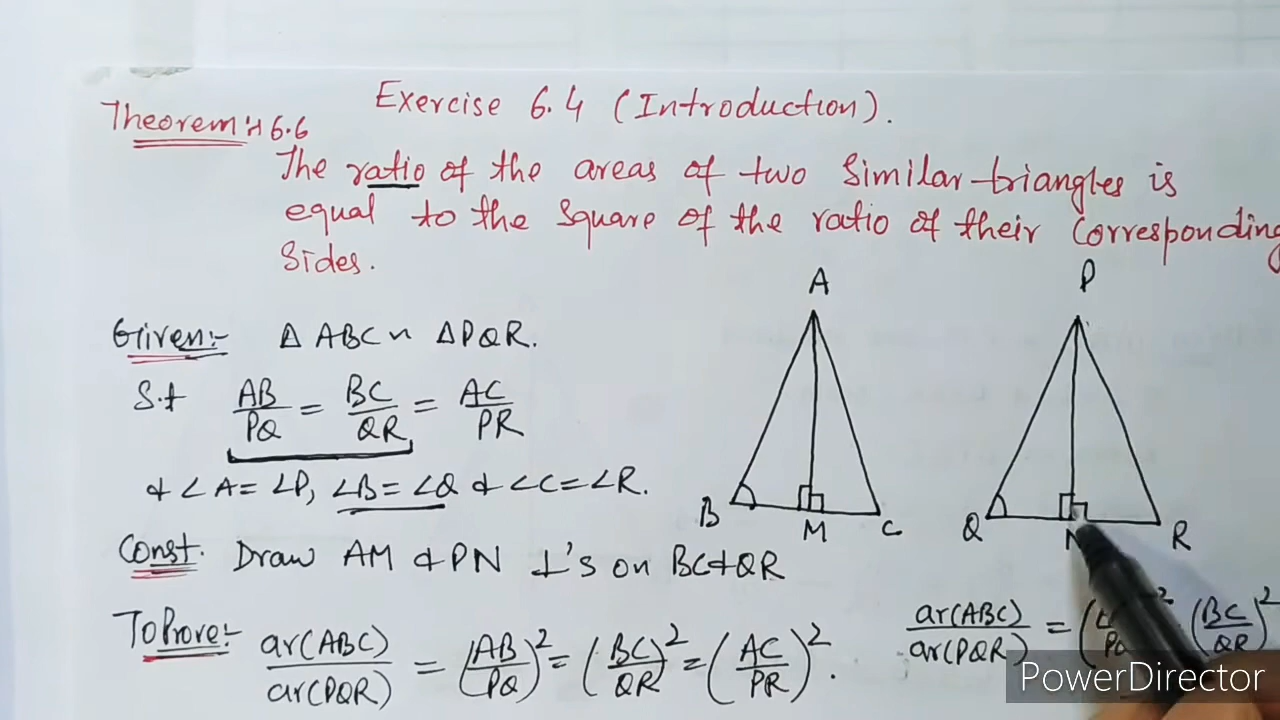 Exercise 6.4 (Introduction).
Theorem:- 6.6
The ratio of the areas of two Similar triangles is
equal to the square of the ratio of their Corresponding
Sides.
A P
Given:- Δ ABC ~ ΔPQR.
S.t AB/PQ = BC/QR = AC/PR
& ∠A = ∠P, ∠B = ∠Q & ∠C = ∠R.
B M C Q N R
Const. Draw AM & PN ⊥'s on BC & QR
To Prove:- ar(ABC)/ar(PQR) = (AB/PQ)² = (BC/QR)² = (AC/PR)².
ar(ABC)/ar(PQR) = ( )² (BC/QR)²
PowerDirector